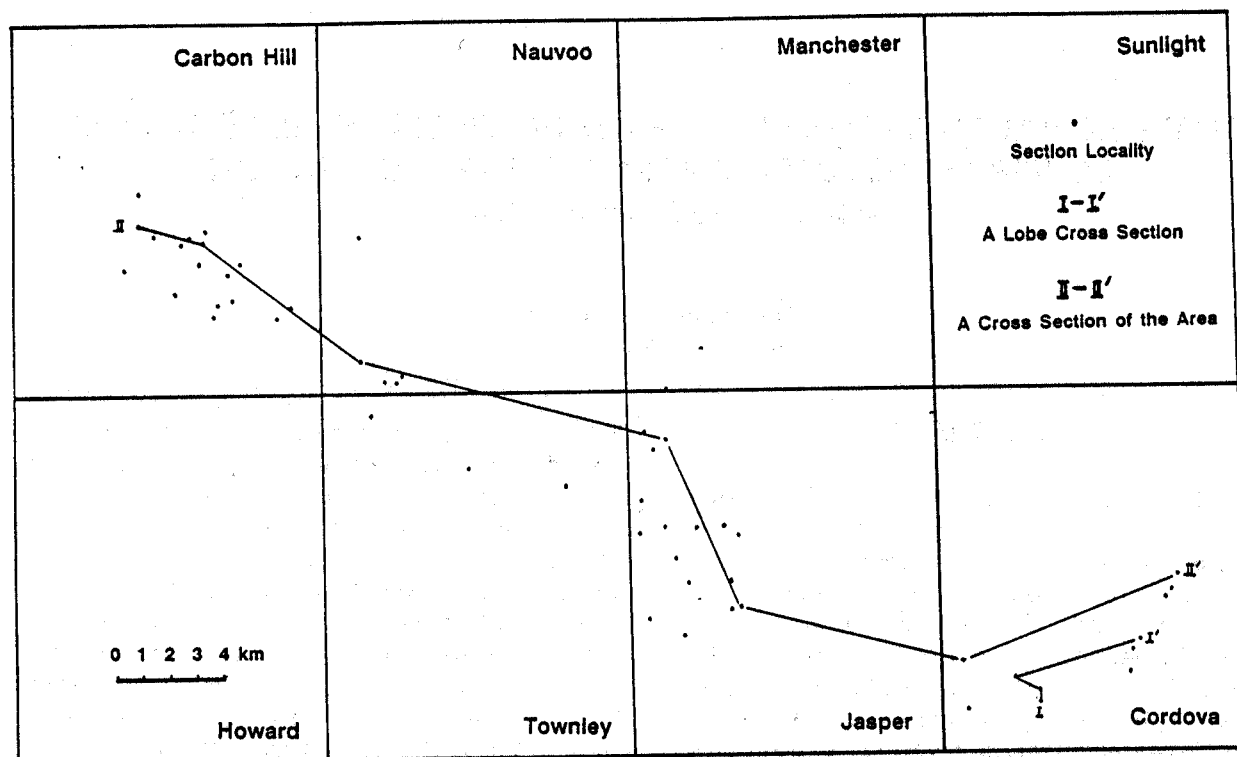 Carbon Hill
Nauvoo
Manchester
Sunlight
Section Locality
I-I′
A Lobe Cross Section
II-II′
A Cross Section of the Area
II
II′
I′
I
0 1 2 3 4 km
Howard
Townley
Jasper
Cordova